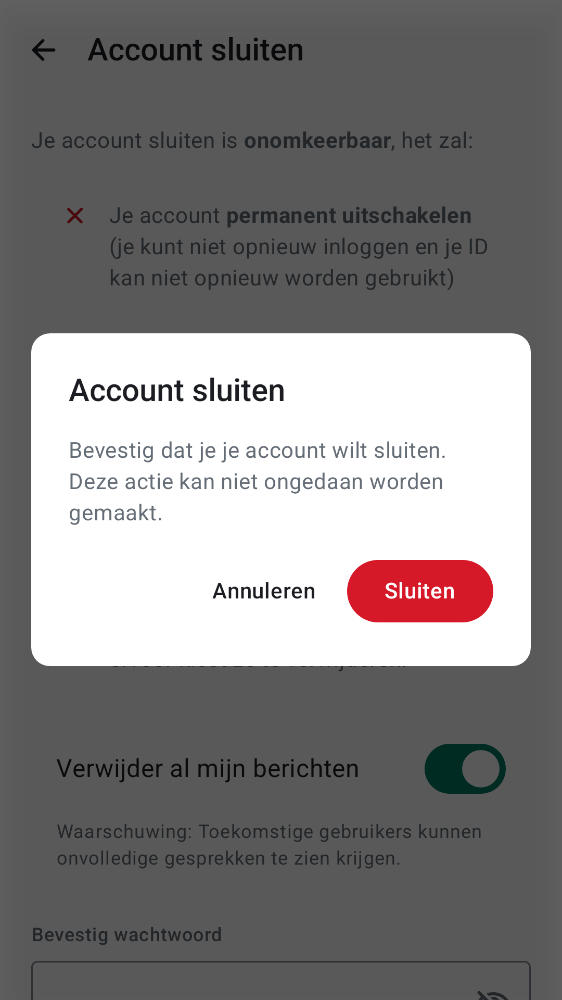 Account sluiten
Je account sluiten is onomkeerbaar, het zal:
Je account permanent uitschakelen
(je kunt niet opnieuw inloggen en je ID
kan niet opnieuw worden gebruikt)
Account sluiten
Bevestig dat je je account wilt sluiten.
Deze actie kan niet ongedaan worden
gemaakt.
Annuleren
Sluiten
Verwijder al mijn berichten
Waarschuwing: Toekomstige gebruikers kunnen
onvolledige gesprekken te zien krijgen.
Bevestig wachtwoord